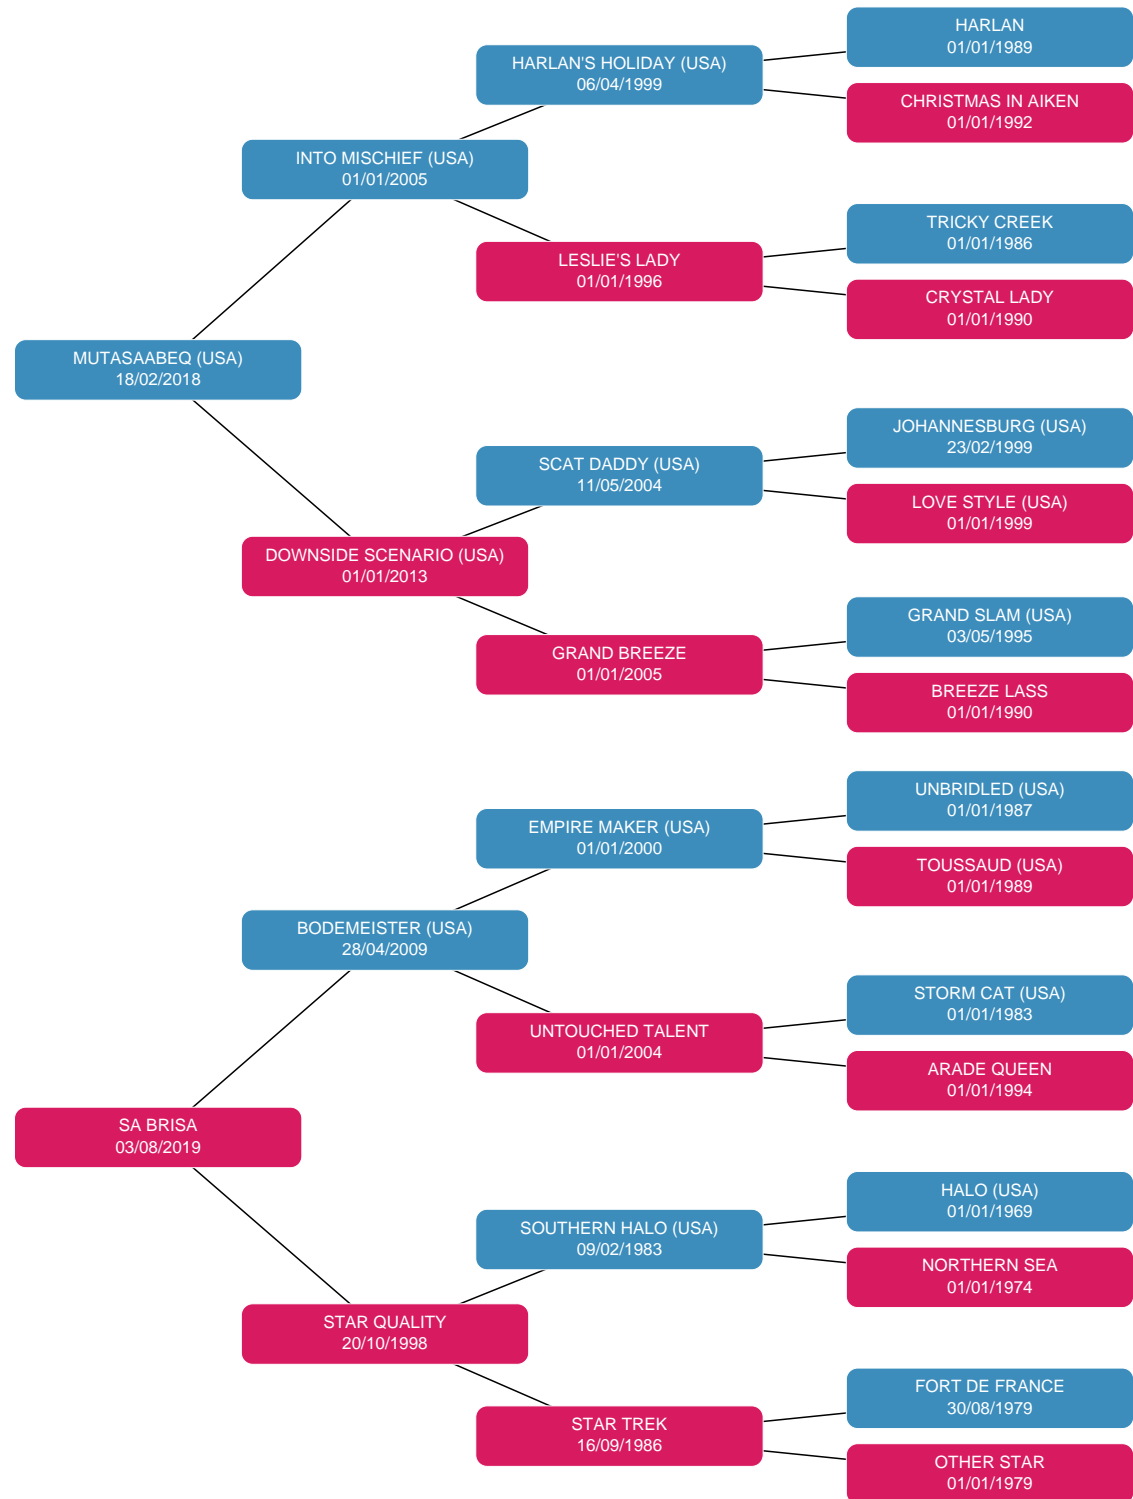 HARLAN
01/01/1989
HARLAN'S HOLIDAY (USA)
06/04/1999
CHRISTMAS IN AIKEN
01/01/1992
INTO MISCHIEF (USA)
01/01/2005
TRICKY CREEK
01/01/1986
LESLIE'S LADY
01/01/1996
CRYSTAL LADY
01/01/1990
MUTASAABEQ (USA)
18/02/2018
JOHANNESBURG (USA)
23/02/1999
SCAT DADDY (USA)
11/05/2004
LOVE STYLE (USA)
01/01/1999
DOWNSIDE SCENARIO (USA)
01/01/2013
GRAND SLAM (USA)
03/05/1995
GRAND BREEZE
01/01/2005
BREEZE LASS
01/01/1990
UNBRIDLED (USA)
01/01/1987
EMPIRE MAKER (USA)
01/01/2000
TOUSSAUD (USA)
01/01/1989
BODEMEISTER (USA)
28/04/2009
STORM CAT (USA)
01/01/1983
UNTOUCHED TALENT
01/01/2004
ARADE QUEEN
01/01/1994
SA BRISA
03/08/2019
HALO (USA)
01/01/1969
SOUTHERN HALO (USA)
09/02/1983
NORTHERN SEA
01/01/1974
STAR QUALITY
20/10/1998
FORT DE FRANCE
30/08/1979
STAR TREK
16/09/1986
OTHER STAR
01/01/1979